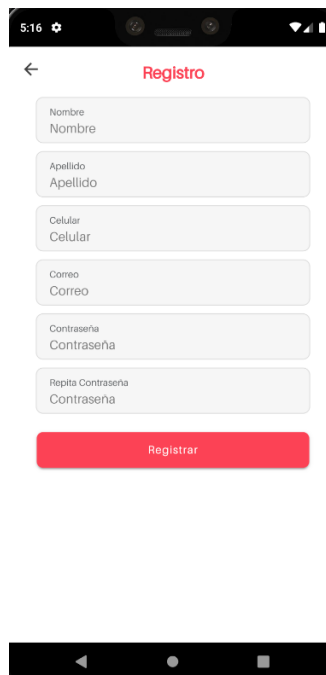 5:16
Registro
Nombre
Nombre
Apellido
Apellido
Celular
Celular
Correo
Correo
Contraseña
Contraseña
Repita Contraseña
Contraseña
Registrar